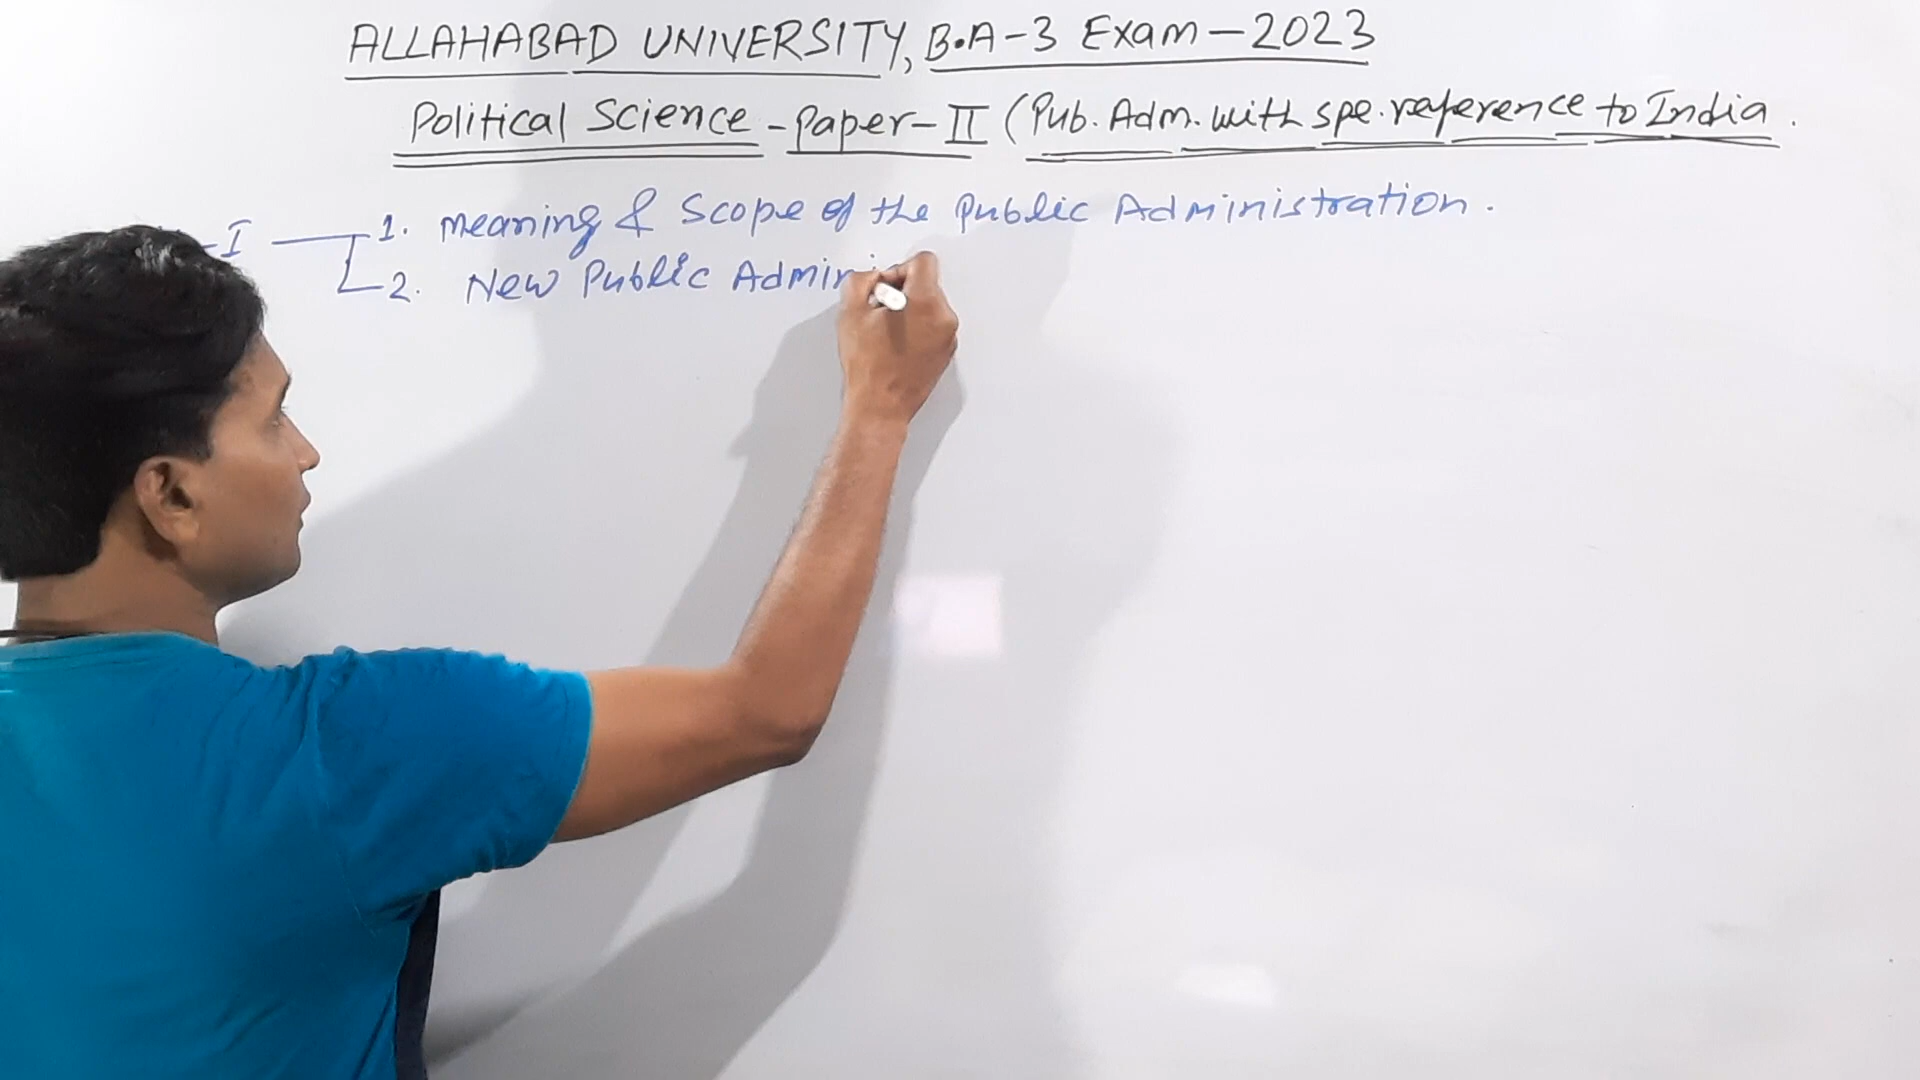 ALLAHABAD UNIVERSITY, B.A-3 Exam-2023
Political Science - Paper-II (Pub. Adm. with spe. reference to India.
-I 1. Meaning & Scope of the Public Administration.
2. New Public Admini